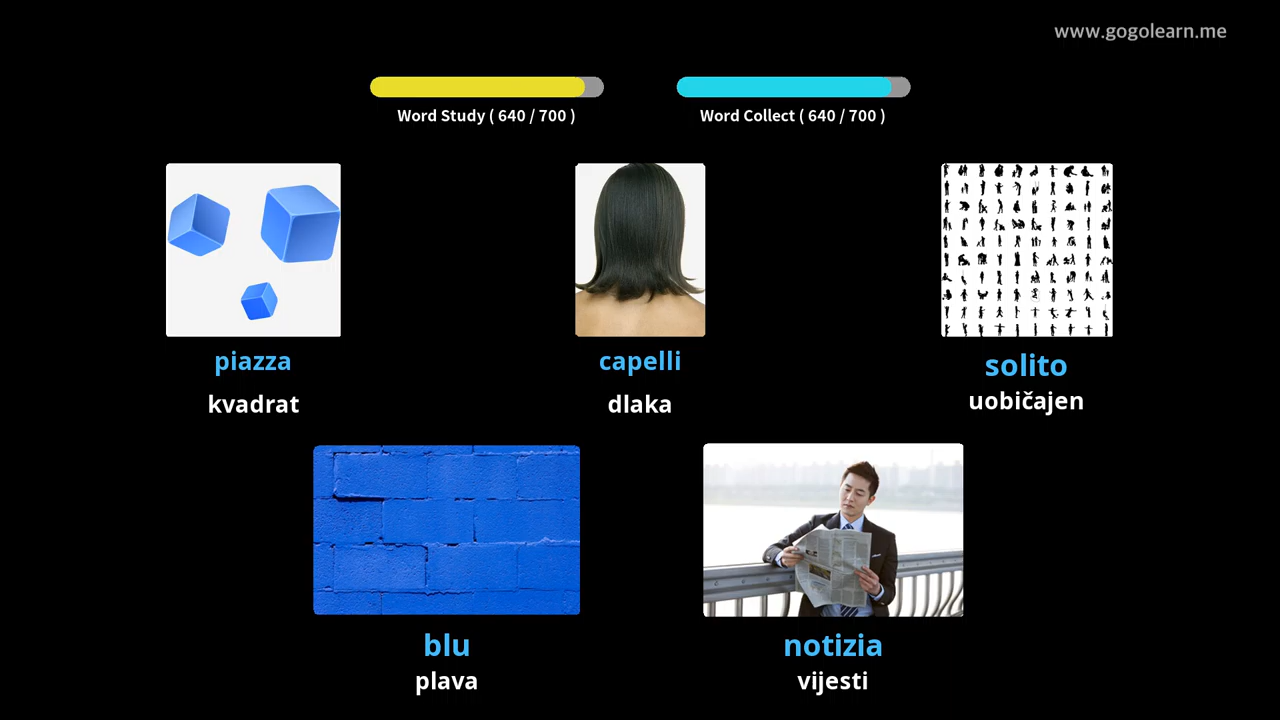 www.gogolearn.me
Word Study ( 640 / 700 )
Word Collect ( 640 / 700 )
piazza
kvadrat
capelli
dlaka
solito
uobičajen
blu
plava
notizia
vijesti